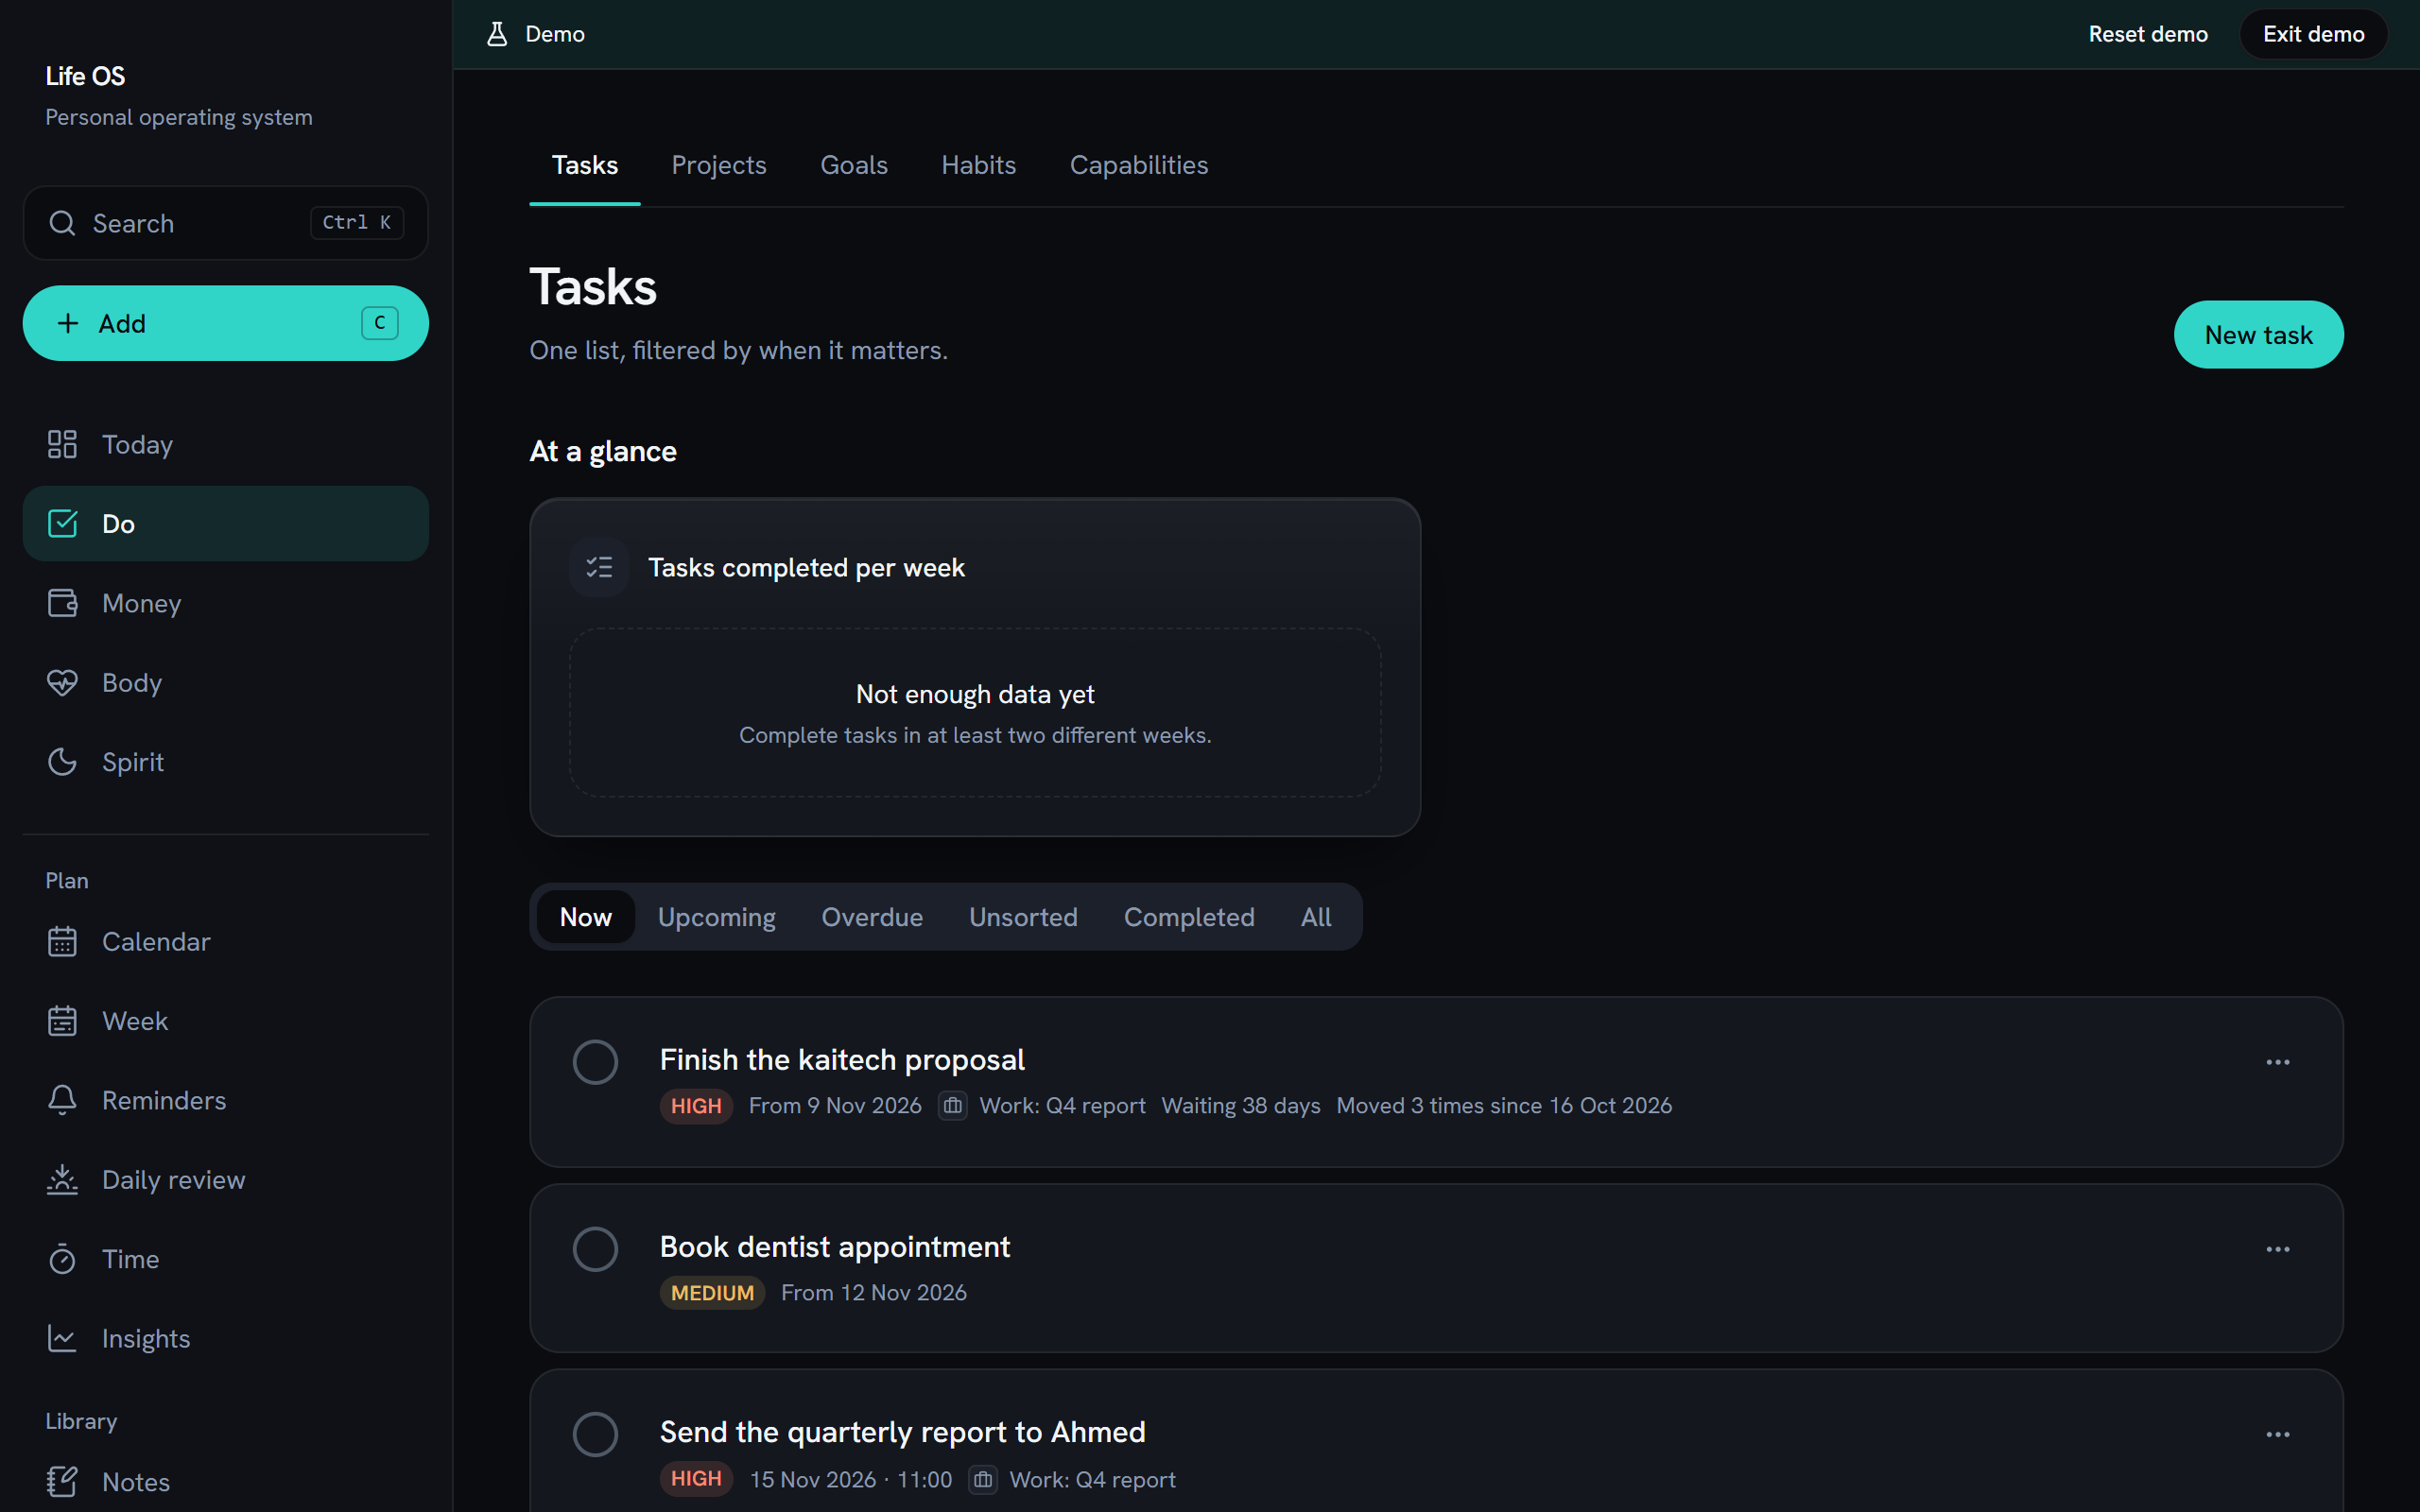 Life OS
Personal operating system
Search Ctrl K
Add C
Today
Do
Money
Body
Spirit
Plan
Calendar
Week
Reminders
Daily review
Time
Insights
Library
Notes
Demo Reset demo Exit demo
Tasks Projects Goals Habits Capabilities
Tasks
One list, filtered by when it matters.
New task
At a glance
Tasks completed per week
Not enough data yet
Complete tasks in at least two different weeks.
Now Upcoming Overdue Unsorted Completed All
Finish the kaitech proposal
HIGH From 9 Nov 2026 Work: Q4 report Waiting 38 days Moved 3 times since 16 Oct 2026
Book dentist appointment
MEDIUM From 12 Nov 2026
Send the quarterly report to Ahmed
HIGH 15 Nov 2026 · 11:00 Work: Q4 report